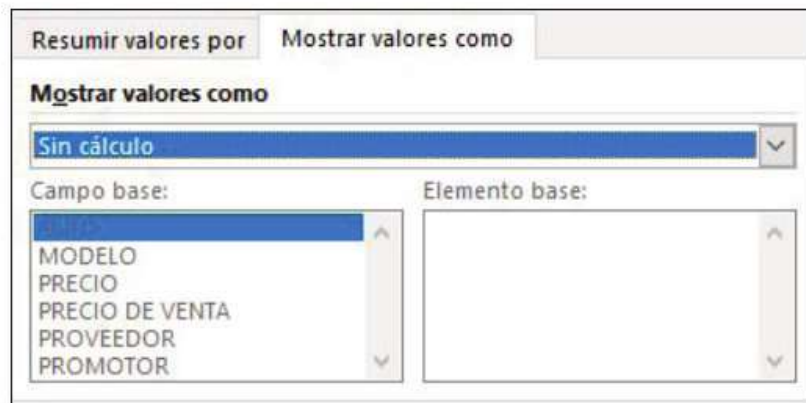 Resumir valores por
Mostrar valores como
Mostrar valores como
Sin cálculo
Campo base:
Elemento base:
MODELO
PRECIO
PRECIO DE VENTA
PROVEEDOR
PROMOTOR